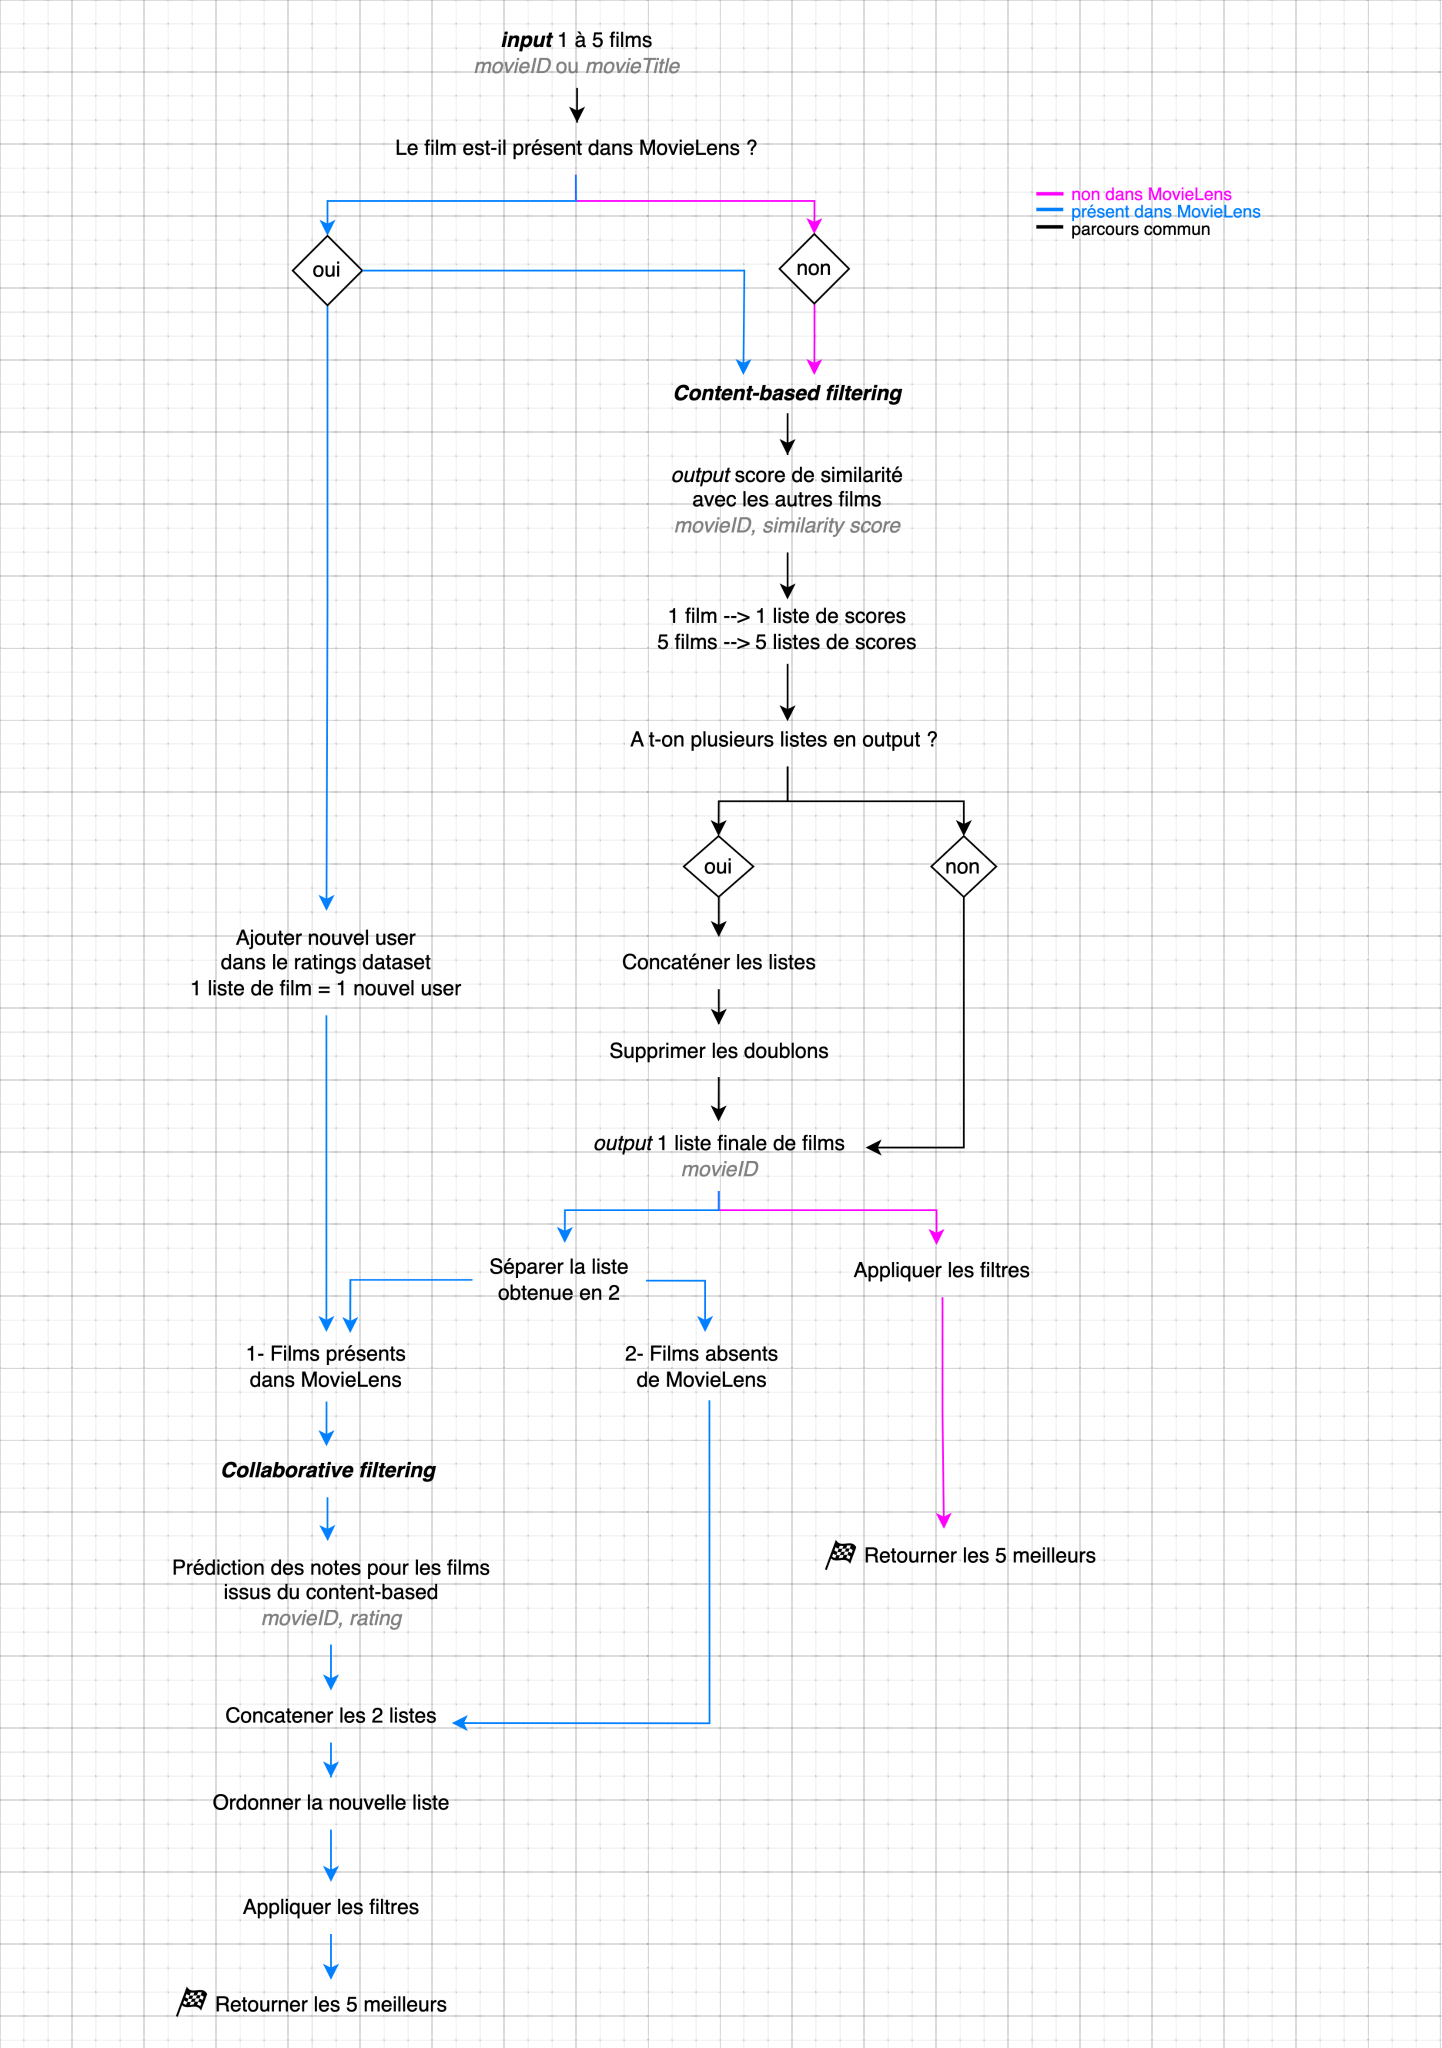 input 1 à 5 films
movieID ou movieTitle
Le film est-il présent dans MovieLens ?
non dans MovieLens
présent dans MovieLens
parcours commun
oui
non
Content-based filtering
output score de similarité
avec les autres films
movieID, similarity score
1 film --> 1 liste de scores
5 films --> 5 listes de scores
A t-on plusieurs listes en output ?
oui
non
Ajouter nouvel user
dans le ratings dataset
1 liste de film = 1 nouvel user
Concaténer les listes
Supprimer les doublons
output 1 liste finale de films
movieID
Séparer la liste
obtenue en 2
Appliquer les filtres
1- Films présents
dans MovieLens
2- Films absents
de MovieLens
Collaborative filtering
Retourner les 5 meilleurs
Prédiction des notes pour les films
issus du content-based
movieID, rating
Concatener les 2 listes
Ordonner la nouvelle liste
Appliquer les filtres
Retourner les 5 meilleurs